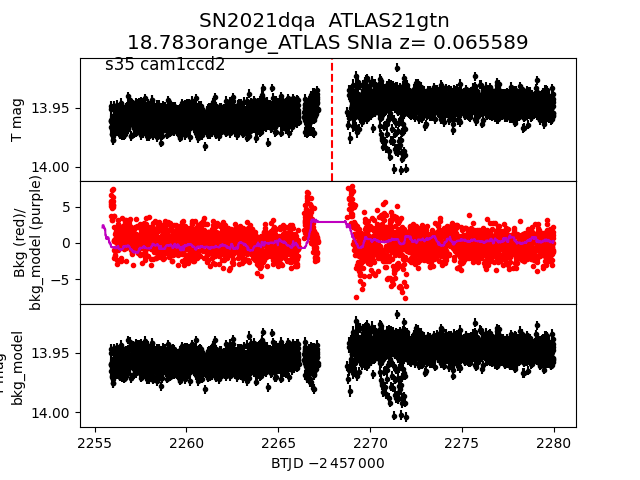 SN2021dqa  ATLAS21gtn
18.783orange_ATLAS SNIa z= 0.065589
s35 cam1ccd2
T mag
13.95
14.00
Bkg (red)/
bkg_model (purple)
5
0
−5
mag
bkg_model
13.95
14.00
2255
2260
2265
2270
2275
2280
BTJD −2 457 000